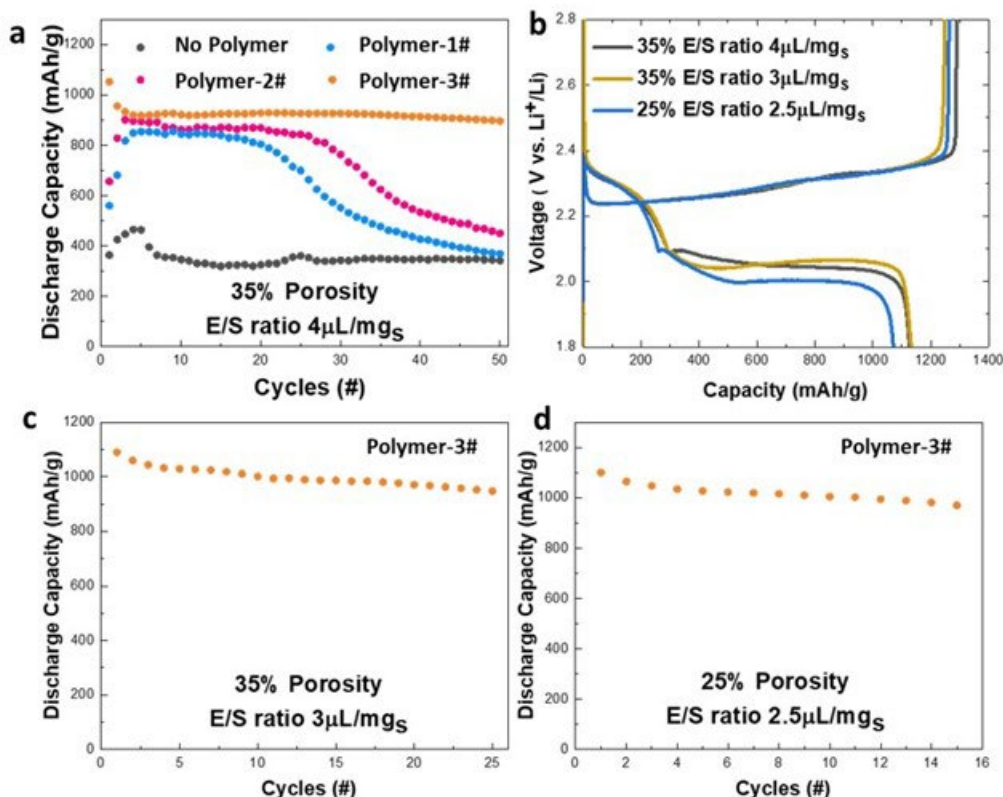 a
Discharge Capacity (mAh/g)
1200
1000
800
600
400
200
0
No Polymer
Polymer-1#
Polymer-2#
Polymer-3#
35% Porosity
E/S ratio 4μL/mgS
0 10 20 30 40 50
Cycles (#)
b
Voltage ( V vs. Li+/Li)
2.8
2.6
2.4
2.2
2.0
1.8
35% E/S ratio 4μL/mgS
35% E/S ratio 3μL/mgS
25% E/S ratio 2.5μL/mgS
0 200 400 600 800 1000 1200 1400
Capacity (mAh/g)
c
Discharge Capacity (mAh/g)
1200
1000
800
600
400
200
0
Polymer-3#
35% Porosity
E/S ratio 3μL/mgS
0 5 10 15 20 25
Cycles (#)
d
Discharge Capacity (mAh/g)
1200
1000
800
600
400
200
0
Polymer-3#
25% Porosity
E/S ratio 2.5μL/mgS
0 2 4 6 8 10 12 14 16
Cycles (#)